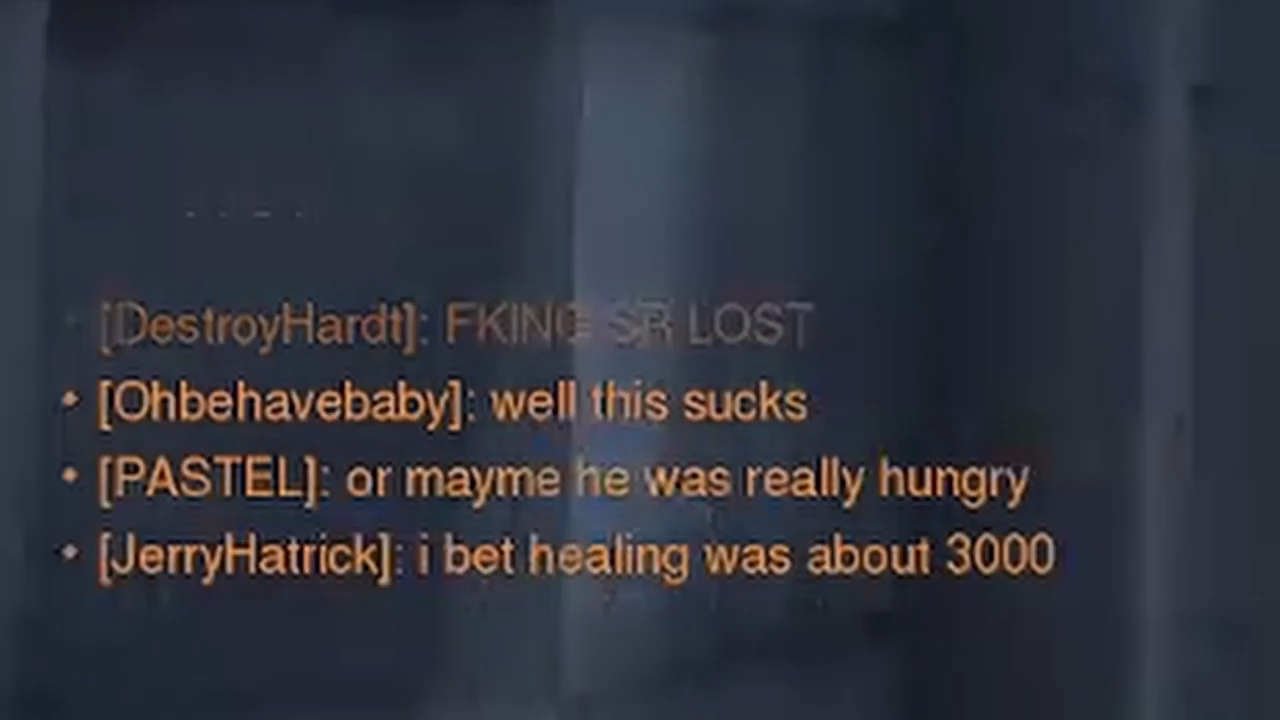 [DestroyHardt]: FKING SR LOST
• [Ohbehavebaby]: well this sucks
• [PASTEL]: or mayme he was really hungry
• [JerryHatrick]: i bet healing was about 3000